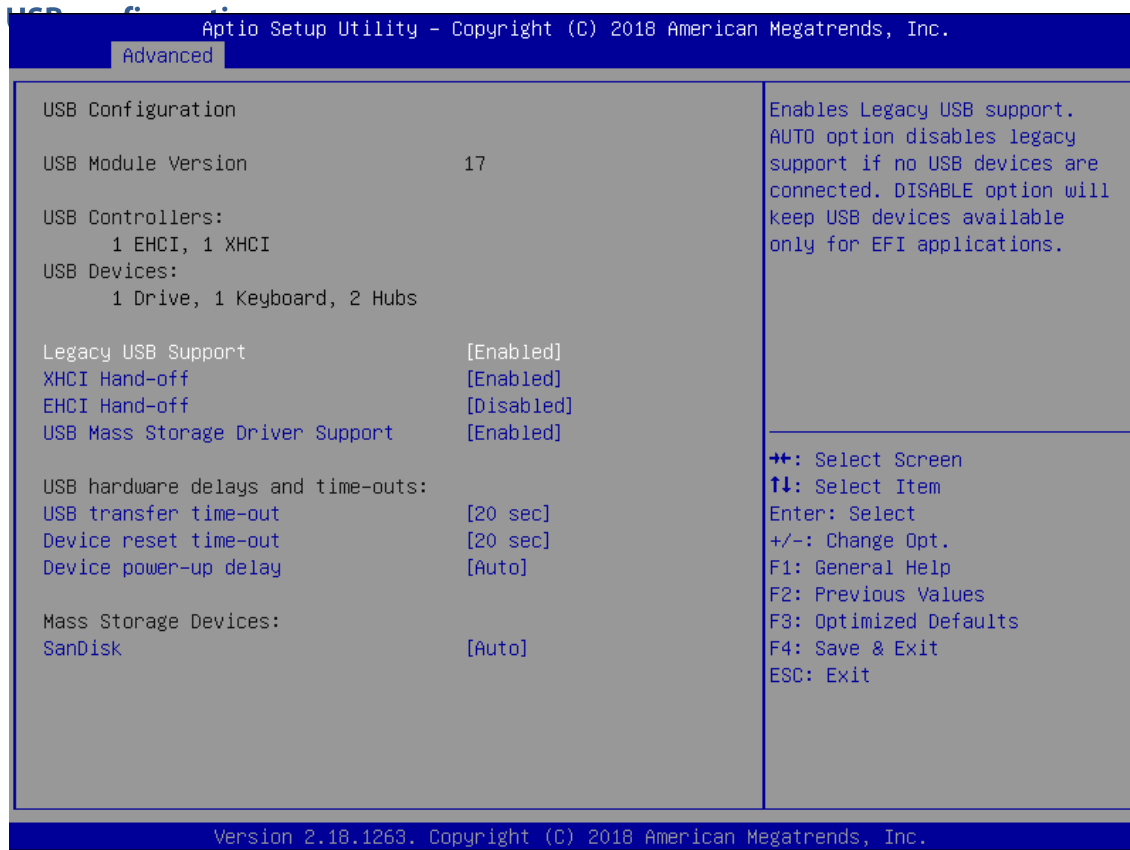 USB configuration
Aptio Setup Utility – Copyright (C) 2018 American Megatrends, Inc.
Advanced
USB Configuration
USB Module Version 17
USB Controllers:
1 EHCI, 1 XHCI
USB Devices:
1 Drive, 1 Keyboard, 2 Hubs
Legacy USB Support [Enabled]
XHCI Hand-off [Enabled]
EHCI Hand-off [Disabled]
USB Mass Storage Driver Support [Enabled]
USB hardware delays and time-outs:
USB transfer time-out [20 sec]
Device reset time-out [20 sec]
Device power-up delay [Auto]
Mass Storage Devices:
SanDisk [Auto]
Enables Legacy USB support.
AUTO option disables legacy
support if no USB devices are
connected. DISABLE option will
keep USB devices available
only for EFI applications.
→←: Select Screen
↑↓: Select Item
Enter: Select
+/-: Change Opt.
F1: General Help
F2: Previous Values
F3: Optimized Defaults
F4: Save & Exit
ESC: Exit
Version 2.18.1263. Copyright (C) 2018 American Megatrends, Inc.